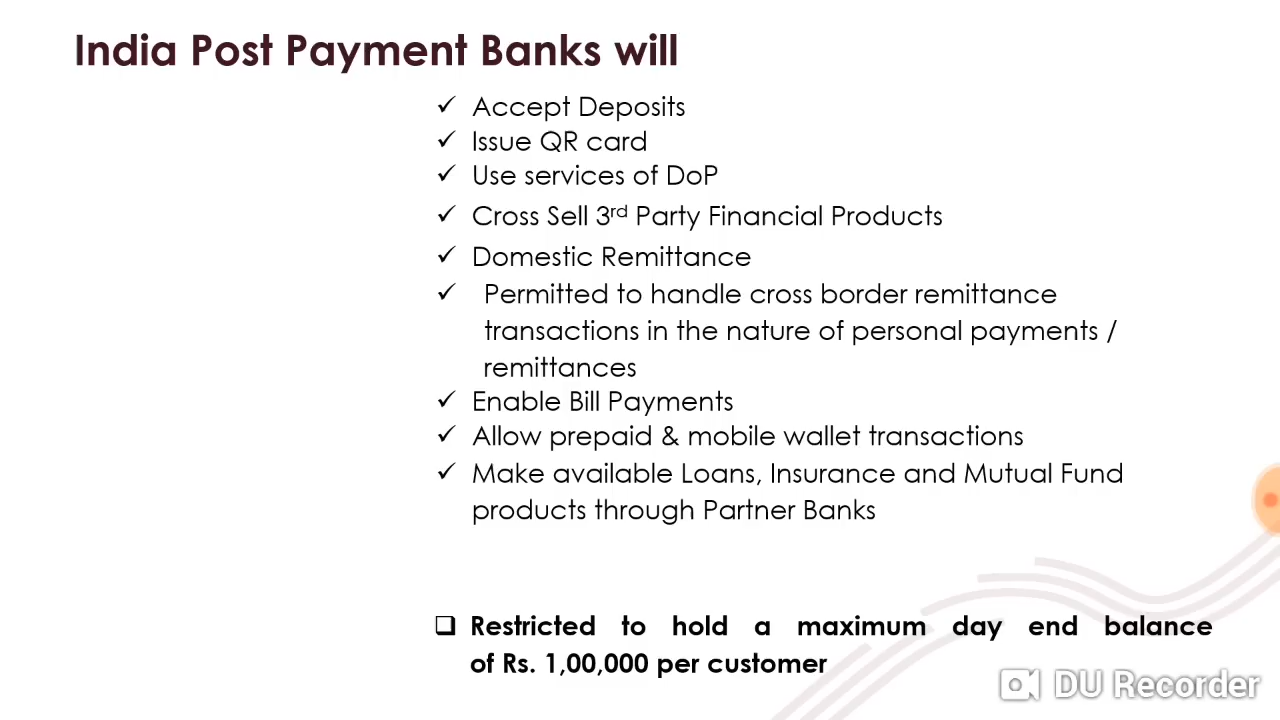 India Post Payment Banks will
✓ Accept Deposits
✓ Issue QR card
✓ Use services of DoP
✓ Cross Sell 3rd Party Financial Products
✓ Domestic Remittance
✓ Permitted to handle cross border remittance
transactions in the nature of personal payments /
remittances
✓ Enable Bill Payments
✓ Allow prepaid & mobile wallet transactions
✓ Make available Loans, Insurance and Mutual Fund
products through Partner Banks
❑ Restricted to hold a maximum day end balance
of Rs. 1,00,000 per customer
DU Recorder